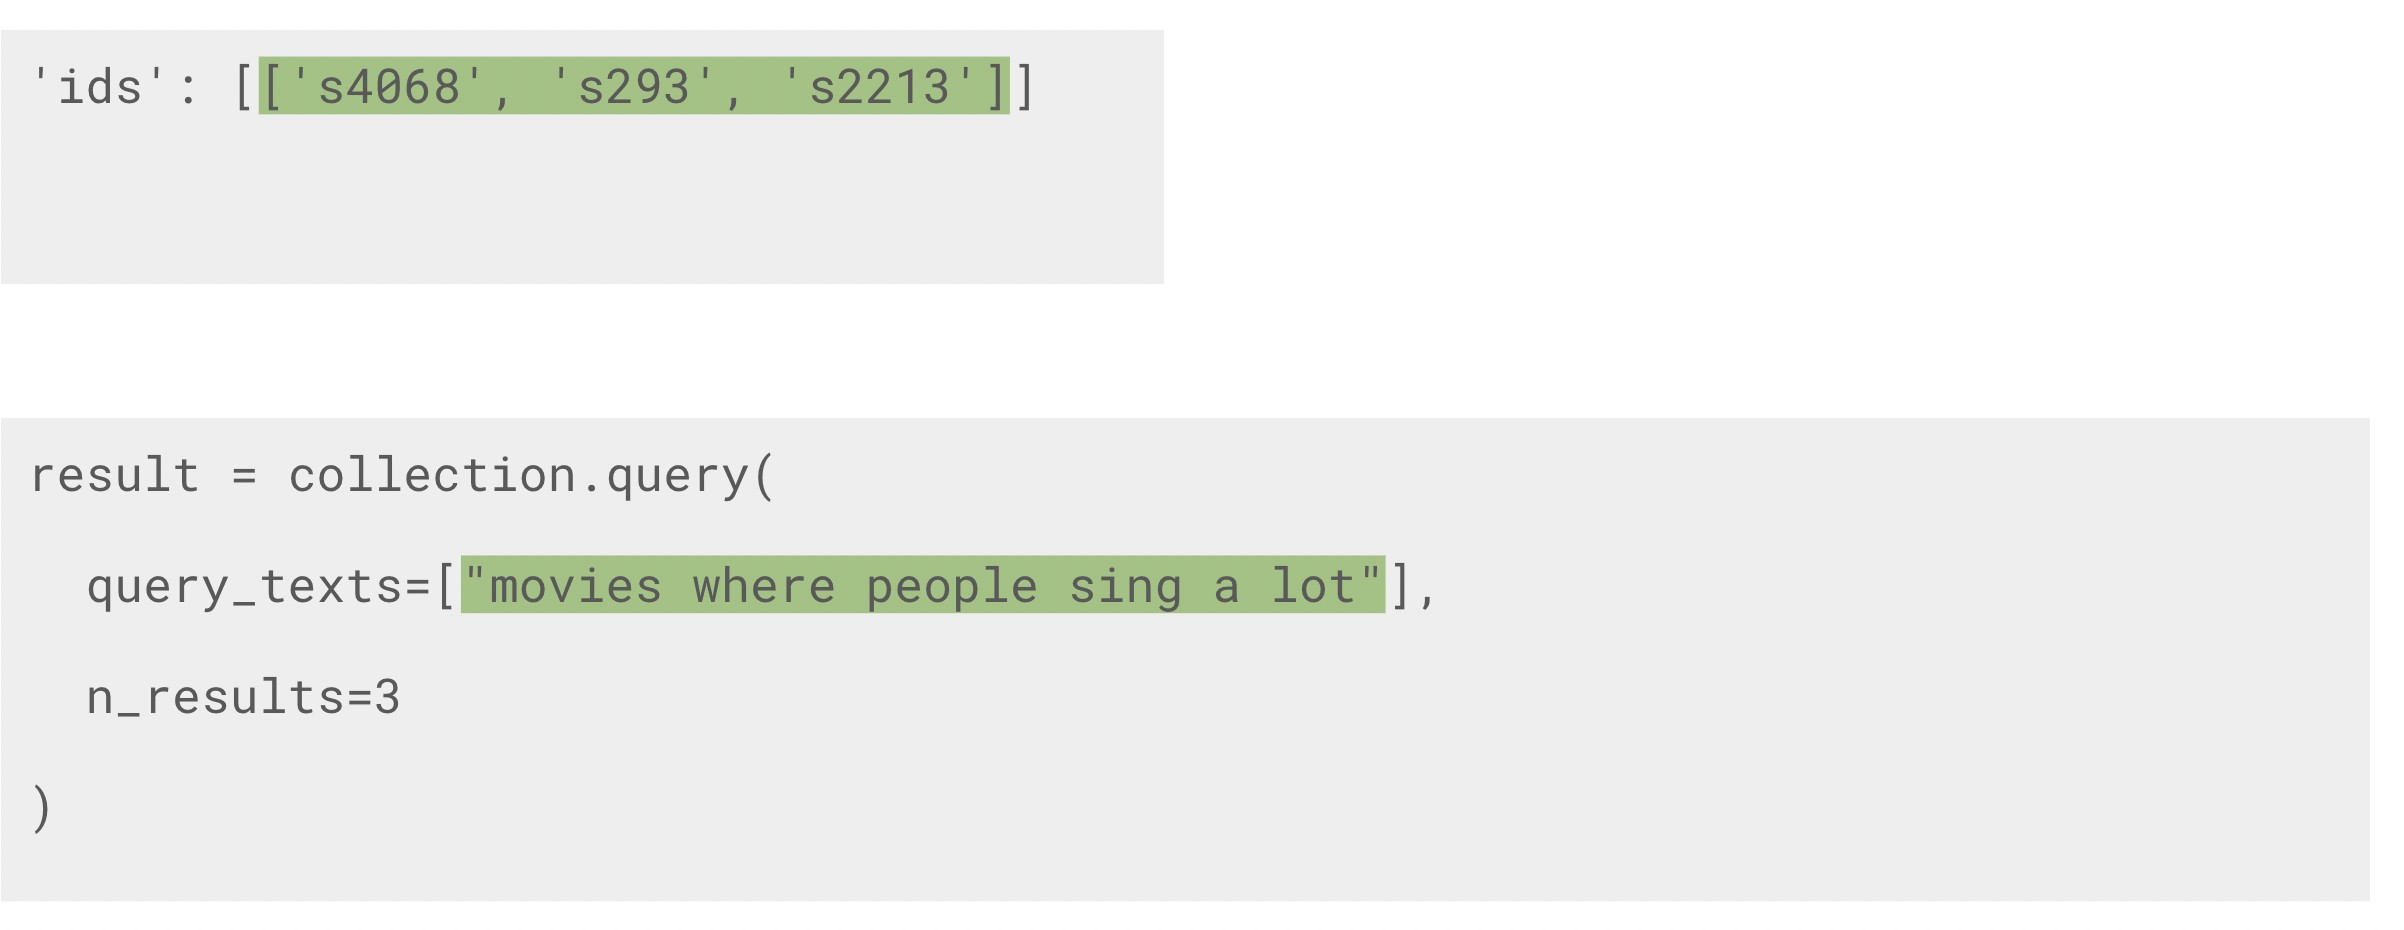 'ids': [['s4068', 's293', 's2213']]
result = collection.query(
  query_texts=["movies where people sing a lot"],
  n_results=3
)